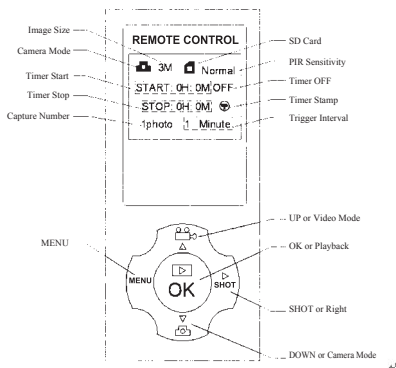 Image Size
Camera Mode
Timer Start
Timer Stop
Capture Number
REMOTE CONTROL
3M Normal
START: 0H: 0M OFF
STOP: 0H: 0M
1photo 1 Minute
SD Card
PIR Sensitivity
Timer OFF
Timer Stamp
Trigger Interval
UP or Video Mode
MENU
OK or Playback
MENU
OK
SHOT
SHOT or Right
DOWN or Camera Mode